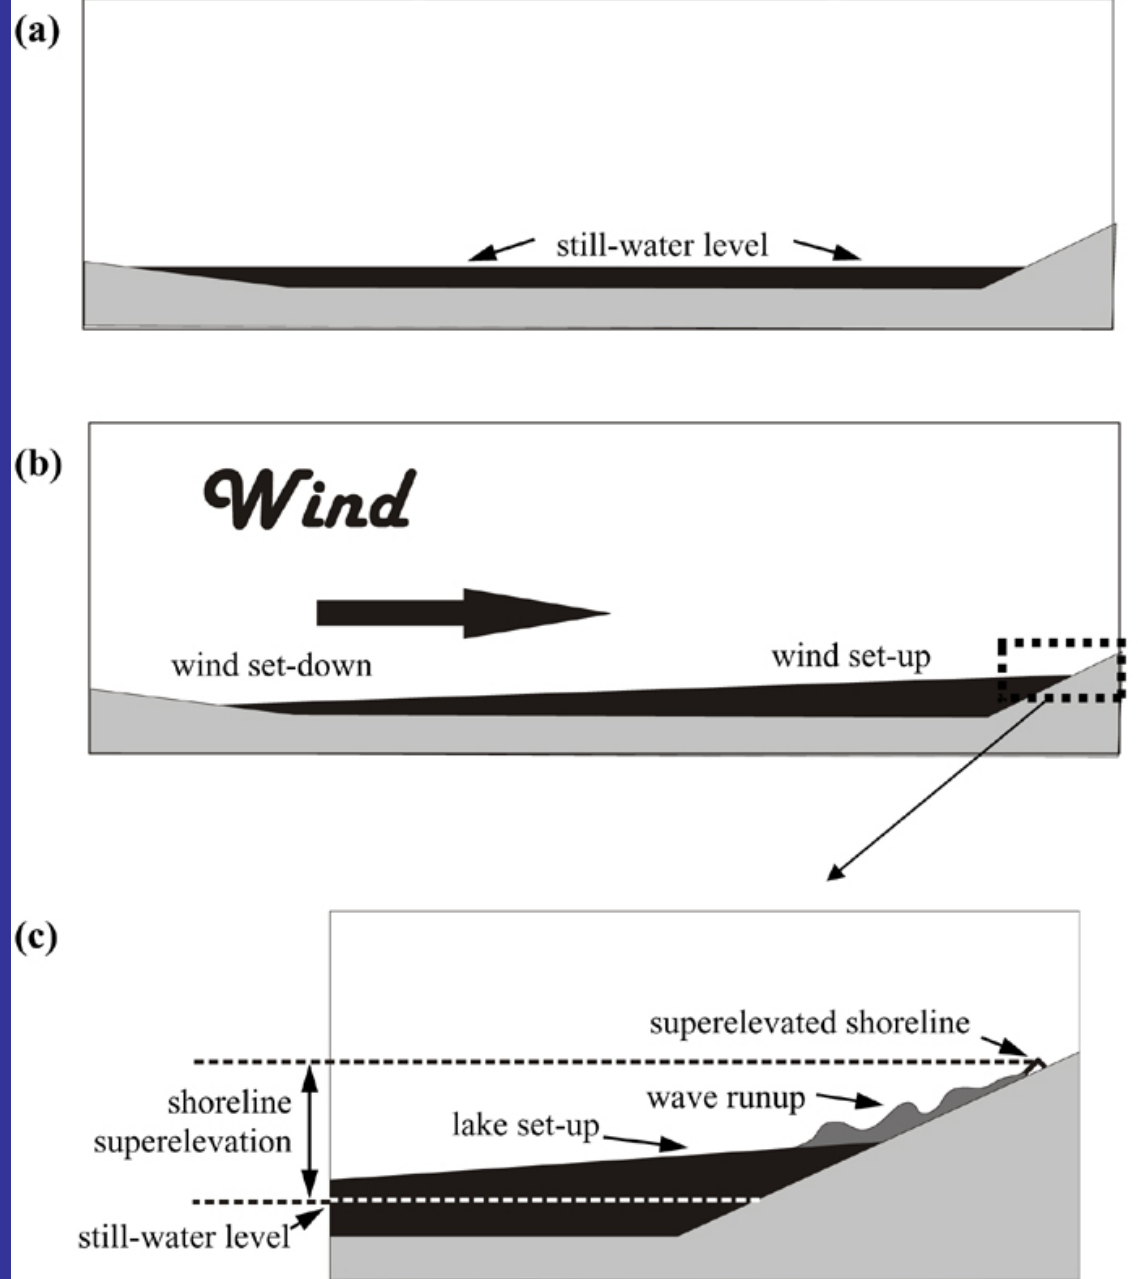 (a)
still-water level
(b)
Wind
wind set-down
wind set-up
(c)
superelevated shoreline
shoreline
superelevation
wave runup
lake set-up
still-water level